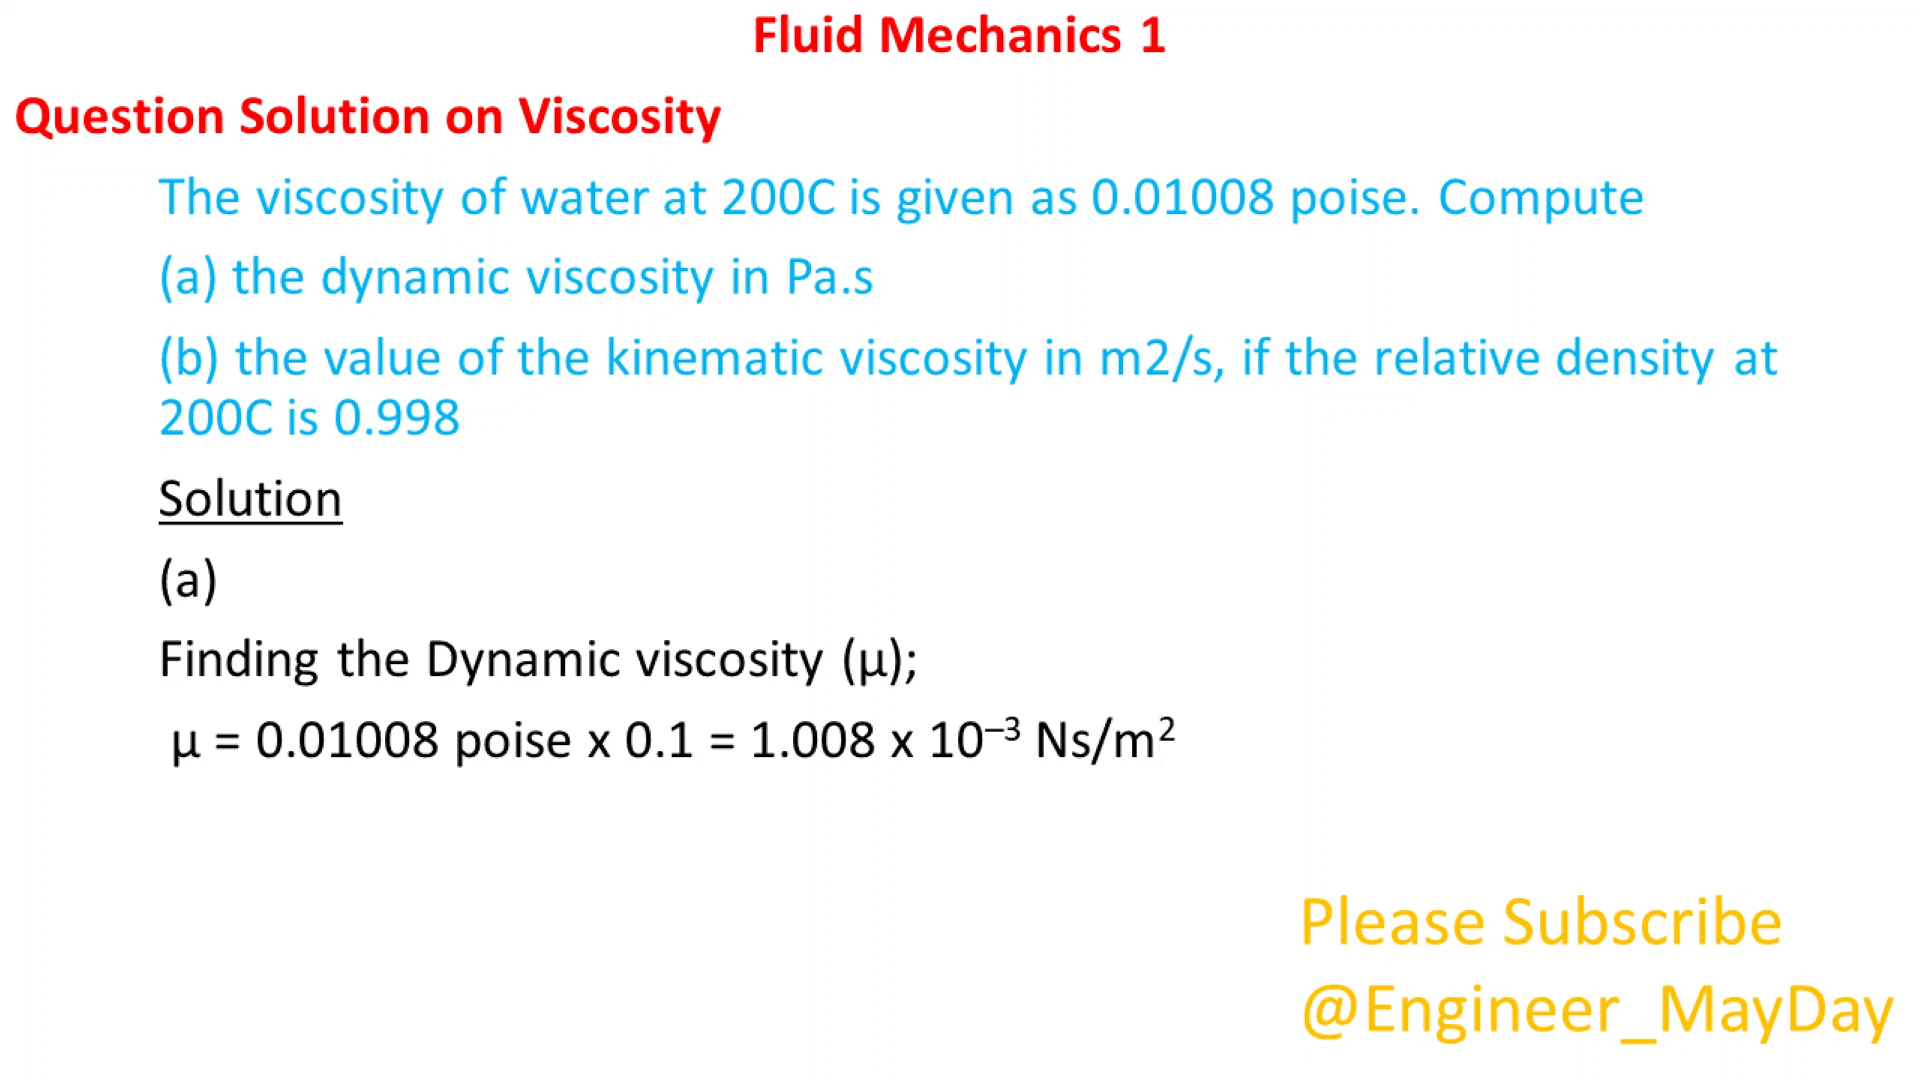 Fluid Mechanics 1
Question Solution on Viscosity
The viscosity of water at 200C is given as 0.01008 poise. Compute
(a) the dynamic viscosity in Pa.s
(b) the value of the kinematic viscosity in m2/s, if the relative density at
200C is 0.998
Solution
(a)
Finding the Dynamic viscosity (μ);
μ = 0.01008 poise x 0.1 = 1.008 x 10⁻³ Ns/m²
Please Subscribe
@Engineer_MayDay